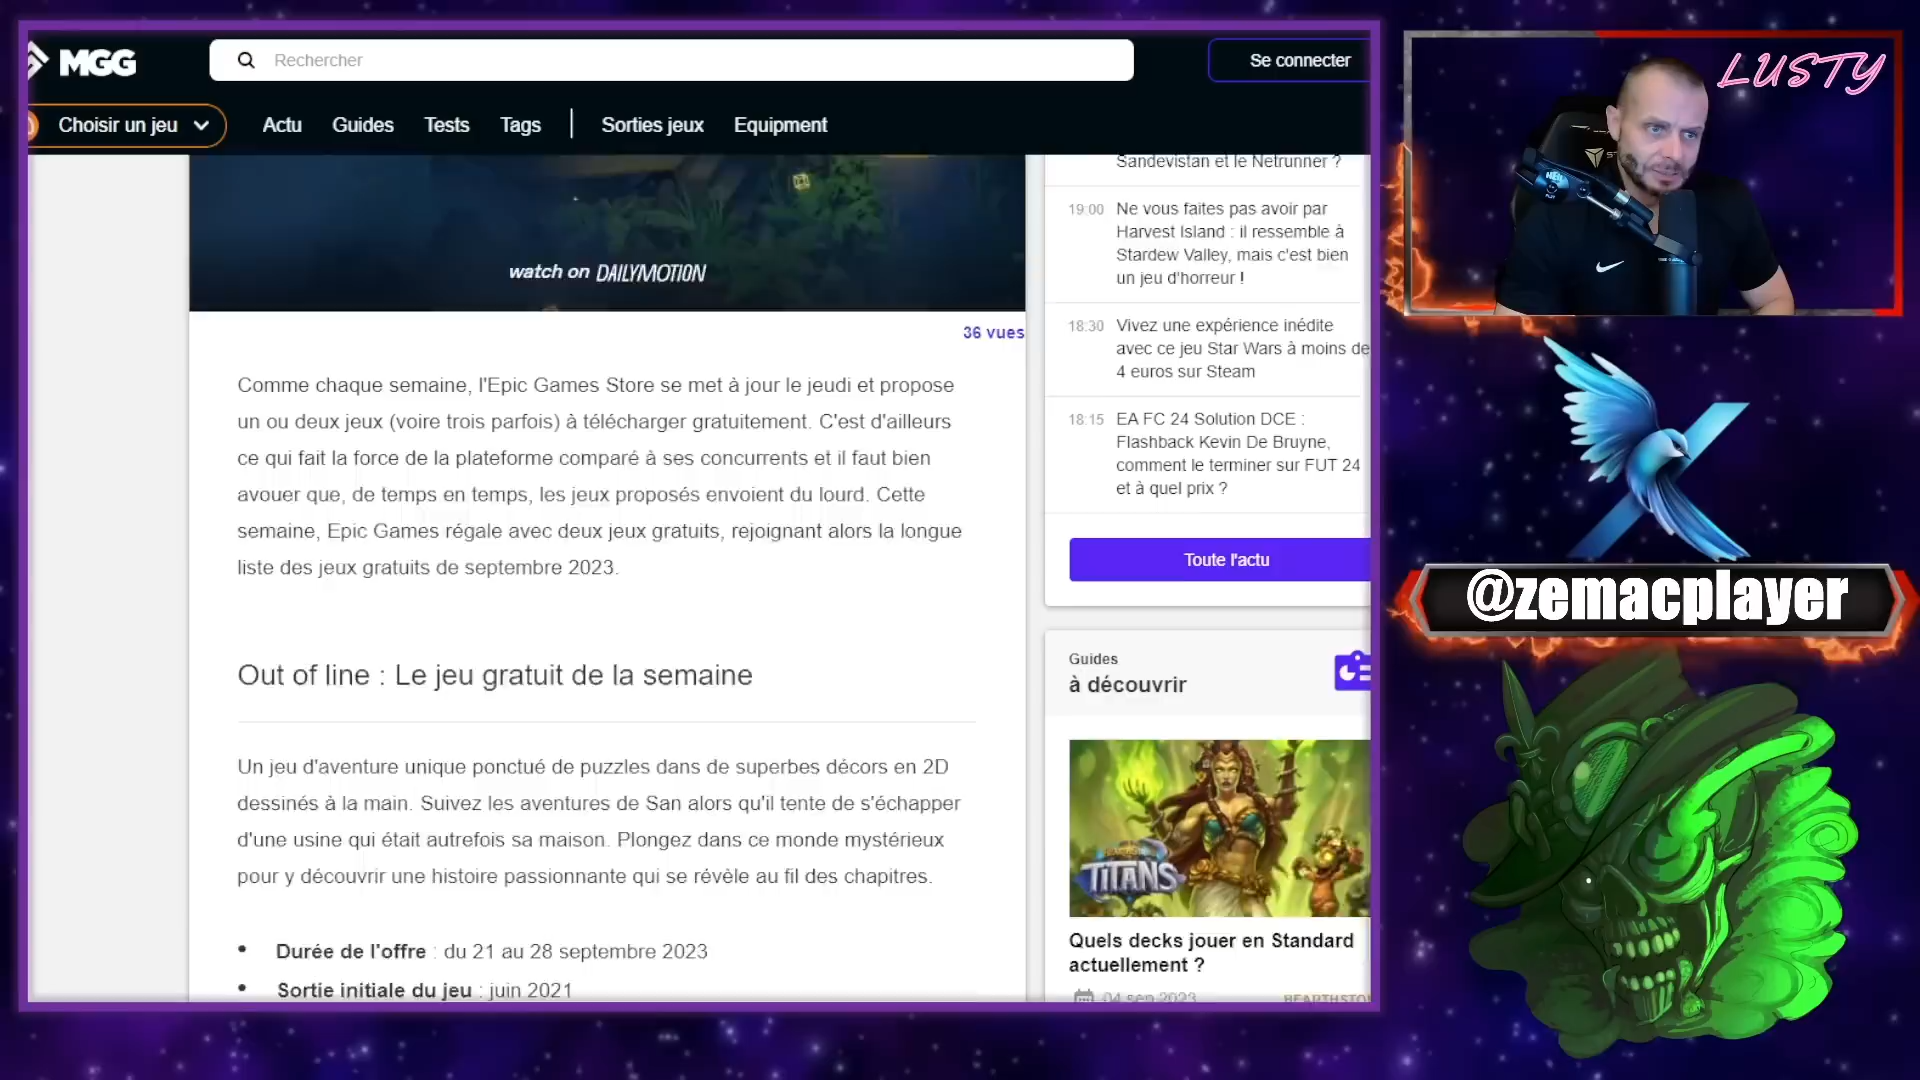 MGG
Rechercher
Se connecter
Choisir un jeu
Actu
Guides
Tests
Tags
Sorties jeux
Equipment
watch on DAILYMOTION
36 vues
Comme chaque semaine, l'Epic Games Store se met à jour le jeudi et propose
un ou deux jeux (voire trois parfois) à télécharger gratuitement. C'est d'ailleurs
ce qui fait la force de la plateforme comparé à ses concurrents et il faut bien
avouer que, de temps en temps, les jeux proposés envoient du lourd. Cette
semaine, Epic Games régale avec deux jeux gratuits, rejoignant alors la longue
liste des jeux gratuits de septembre 2023.
Out of line : Le jeu gratuit de la semaine
Un jeu d'aventure unique ponctué de puzzles dans de superbes décors en 2D
dessinés à la main. Suivez les aventures de San alors qu'il tente de s'échapper
d'une usine qui était autrefois sa maison. Plongez dans ce monde mystérieux
pour y découvrir une histoire passionnante qui se révèle au fil des chapitres.
• Durée de l'offre : du 21 au 28 septembre 2023
• Sortie initiale du jeu : juin 2021
Sandevistan et le Netrunner ?
19:00 Ne vous faites pas avoir par
Harvest Island : il ressemble à
Stardew Valley, mais c'est bien
un jeu d'horreur !
18:30 Vivez une expérience inédite
avec ce jeu Star Wars à moins de
4 euros sur Steam
18:15 EA FC 24 Solution DCE :
Flashback Kevin De Bruyne,
comment le terminer sur FUT 24
et à quel prix ?
Toute l'actu
Guides
à découvrir
TITANS
Quels decks jouer en Standard
actuellement ?
04 sep 2023
LUSTY
@zemacplayer